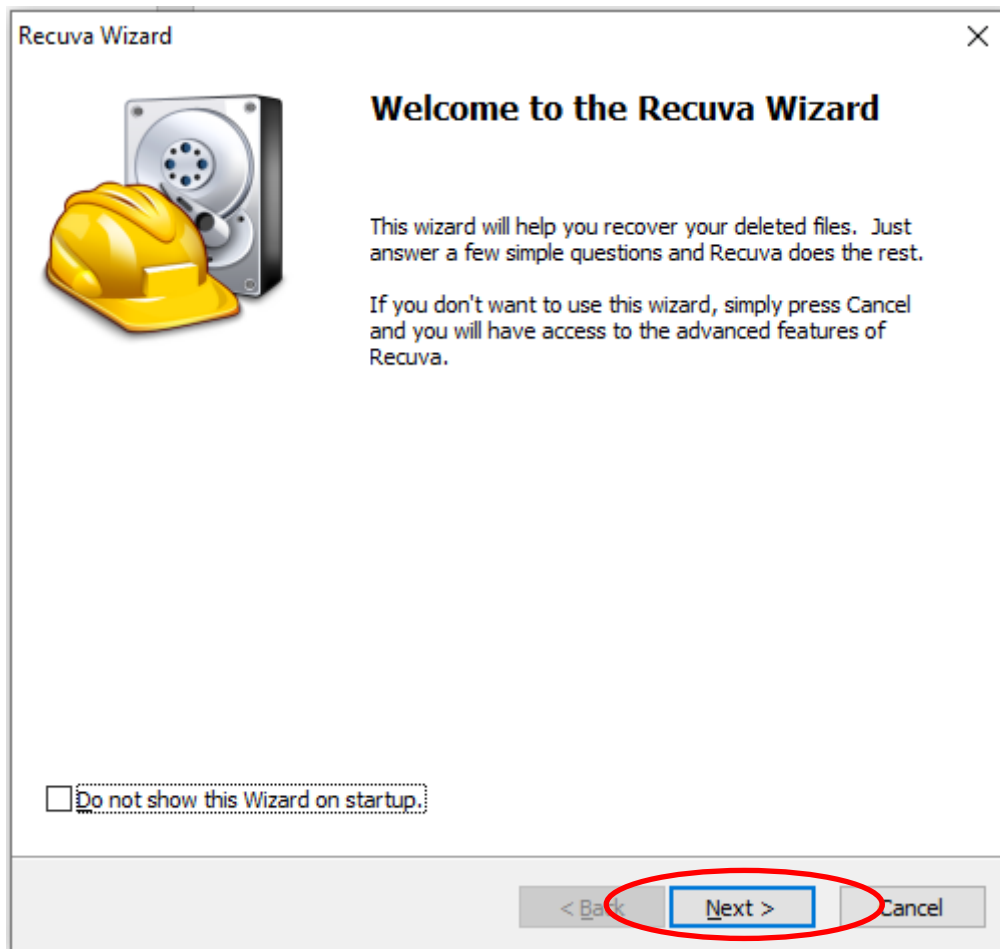 Recuva Wizard
Welcome to the Recuva Wizard
This wizard will help you recover your deleted files.  Just
answer a few simple questions and Recuva does the rest.
If you don't want to use this wizard, simply press Cancel
and you will have access to the advanced features of
Recuva.
Do not show this Wizard on startup.
< Back
Next >
Cancel